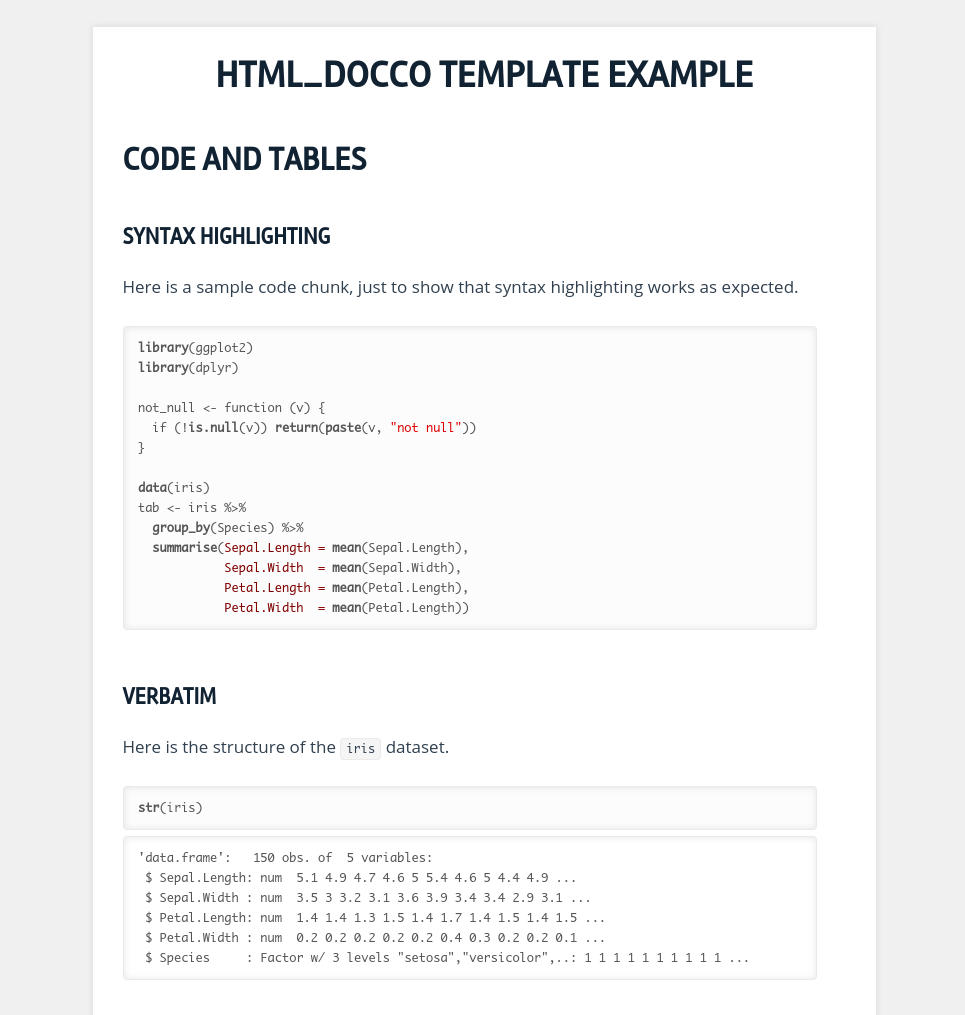 HTML_DOCCO TEMPLATE EXAMPLE
CODE AND TABLES
SYNTAX HIGHLIGHTING
Here is a sample code chunk, just to show that syntax highlighting works as expected.
library(ggplot2)
library(dplyr)
not_null <- function (v) {
  if (!is.null(v)) return(paste(v, "not null"))
}
data(iris)
tab <- iris %>%
  group_by(Species) %>%
  summarise(Sepal.Length = mean(Sepal.Length),
            Sepal.Width  = mean(Sepal.Width),
            Petal.Length = mean(Petal.Length),
            Petal.Width  = mean(Petal.Length))
VERBATIM
Here is the structure of the iris dataset.
str(iris)
'data.frame':   150 obs. of  5 variables:
 $ Sepal.Length: num  5.1 4.9 4.7 4.6 5 5.4 4.6 5 4.4 4.9 ...
 $ Sepal.Width : num  3.5 3 3.2 3.1 3.6 3.9 3.4 3.4 2.9 3.1 ...
 $ Petal.Length: num  1.4 1.4 1.3 1.5 1.4 1.7 1.4 1.5 1.4 1.5 ...
 $ Petal.Width : num  0.2 0.2 0.2 0.2 0.2 0.4 0.3 0.2 0.2 0.1 ...
 $ Species     : Factor w/ 3 levels "setosa","versicolor",..: 1 1 1 1 1 1 1 1 1 1 ...